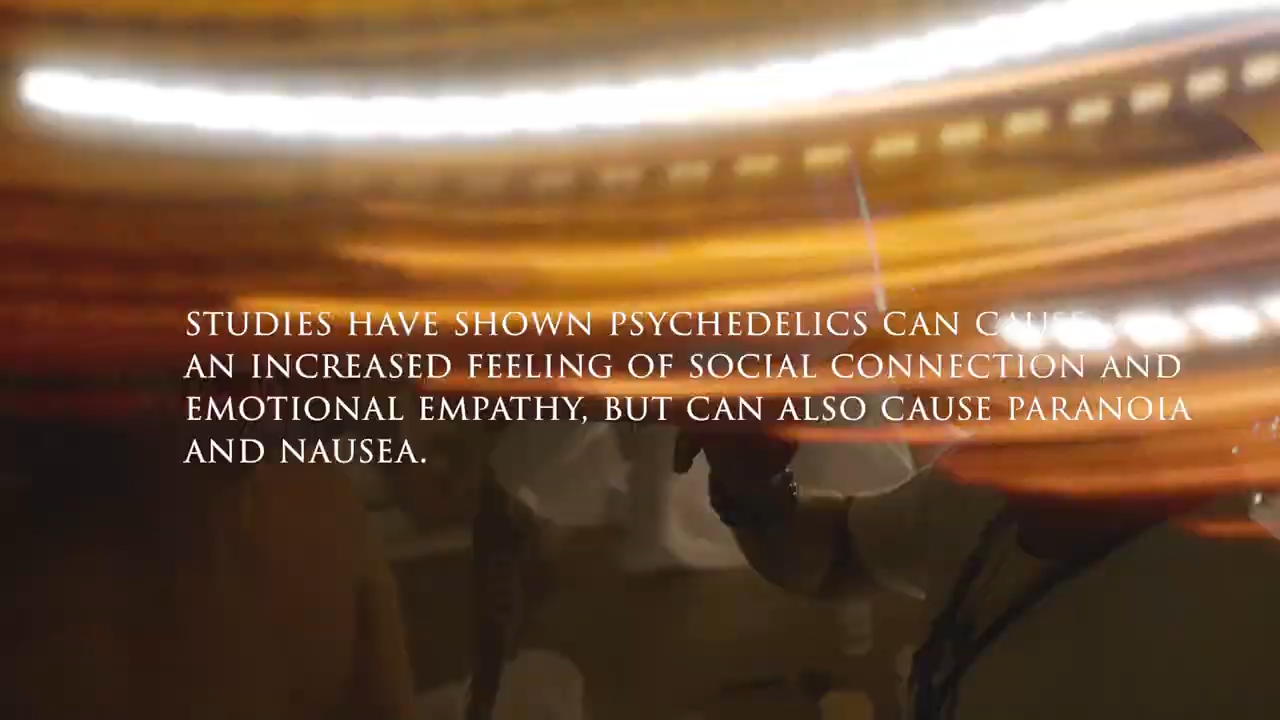 STUDIES HAVE SHOWN PSYCHEDELICS CAN CAUSE
AN INCREASED FEELING OF SOCIAL CONNECTION AND
EMOTIONAL EMPATHY, BUT CAN ALSO CAUSE PARANOIA
AND NAUSEA.